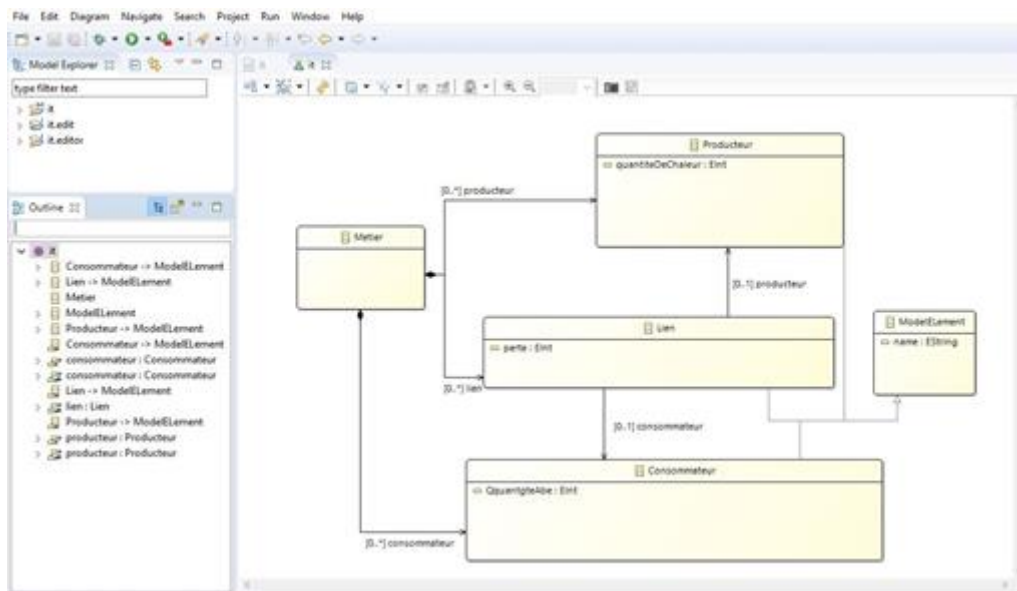 File Edit Diagram Navigate Search Project Run Window Help
Model Explorer
type filter text
it
it.edit
it.editor
Outline
it
Consommateur -> ModelELement
Lien -> ModelELement
Metier
ModelELement
Producteur -> ModelELement
Consommateur -> ModelELement
consommateur : Consommateur
consommateur : Consommateur
Lien -> ModelELement
lien : Lien
Producteur -> ModelELement
producteur : Producteur
producteur : Producteur
it
Producteur
quantiteDeChaleur : EInt
[0..*] producteur
Metier
[0..1] producteur
Lien
perte : EInt
ModelELement
name : EString
[0..*] lien
[0..1] consommateur
Consommateur
: EInt
[0..*] consommateur